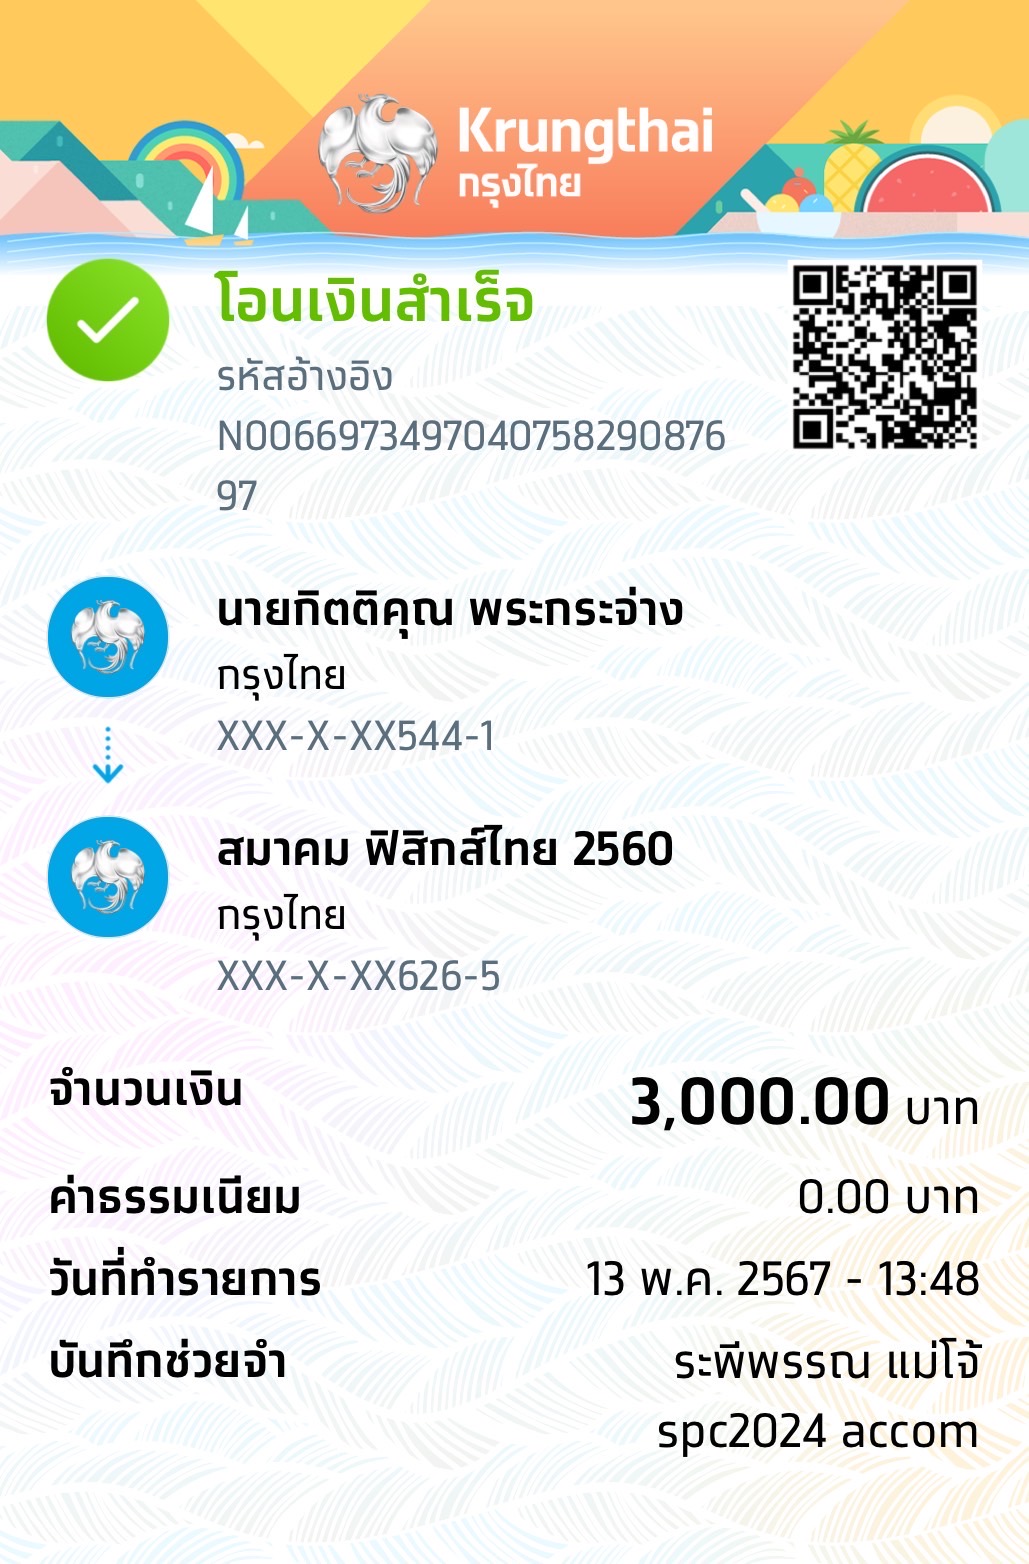 Krungthai
กรุงไทย
โอนเงินสำเร็จ
รหัสอ้างอิง
N0066973497040758290876
97
นายกิตติคุณ พระกระจ่าง
กรุงไทย
XXX-X-XX544-1
สมาคม ฟิสิกส์ไทย 2560
กรุงไทย
XXX-X-XX626-5
จำนวนเงิน 3,000.00 บาท
ค่าธรรมเนียม 0.00 บาท
วันที่ทำรายการ 13 พ.ค. 2567 - 13:48
บันทึกช่วยจำ ระพีพรรณ แม่โจ้
spc2024 accom